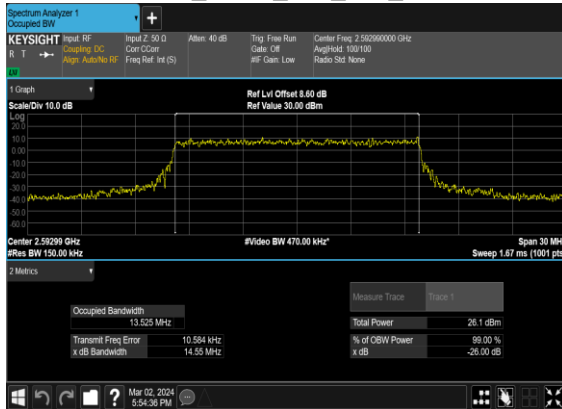 Spectrum Analyzer 1
Occupied BW
+
KEYSIGHT
R T
LV
Input: RF
Coupling: DC
Align: Auto/No RF
Input Z: 50 Ω
Corr CCorr
Freq Ref: Int (S)
Atten: 40 dB
Trig: Free Run
Gate: Off
#IF Gain: Low
Center Freq: 2.592990000 GHz
Avg|Hold: 100/100
Radio Std: None
1 Graph
Scale/Div 10.0 dB
Ref Lvl Offset 8.60 dB
Ref Value 30.00 dBm
Log
20.0
10.0
0.00
-10.0
-20.0
-30.0
-40.0
-50.0
-60.0
Center 2.59299 GHz
#Res BW 150.00 kHz
#Video BW 470.00 kHz*
Span 30 MH
Sweep 1.67 ms (1001 pts
2 Metrics
Measure Trace
Trace 1
Occupied Bandwidth
13.525 MHz
Total Power
26.1 dBm
Transmit Freq Error
10.584 kHz
% of OBW Power
99.00 %
x dB Bandwidth
14.55 MHz
x dB
-26.00 dB
?
Mar 02, 2024
5:54:36 PM